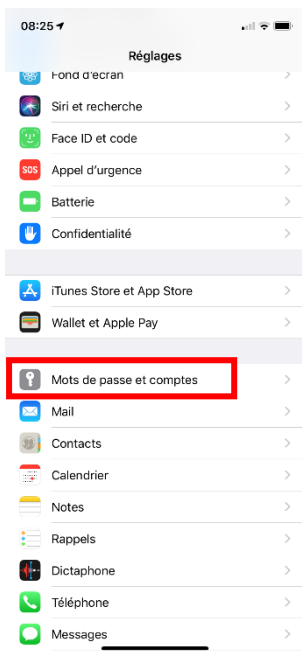 08:25
Réglages
Fond d'écran
Siri et recherche
Face ID et code
SOS Appel d'urgence
Batterie
Confidentialité
iTunes Store et App Store
Wallet et Apple Pay
Mots de passe et comptes
Mail
Contacts
Calendrier
Notes
Rappels
Dictaphone
Téléphone
Messages